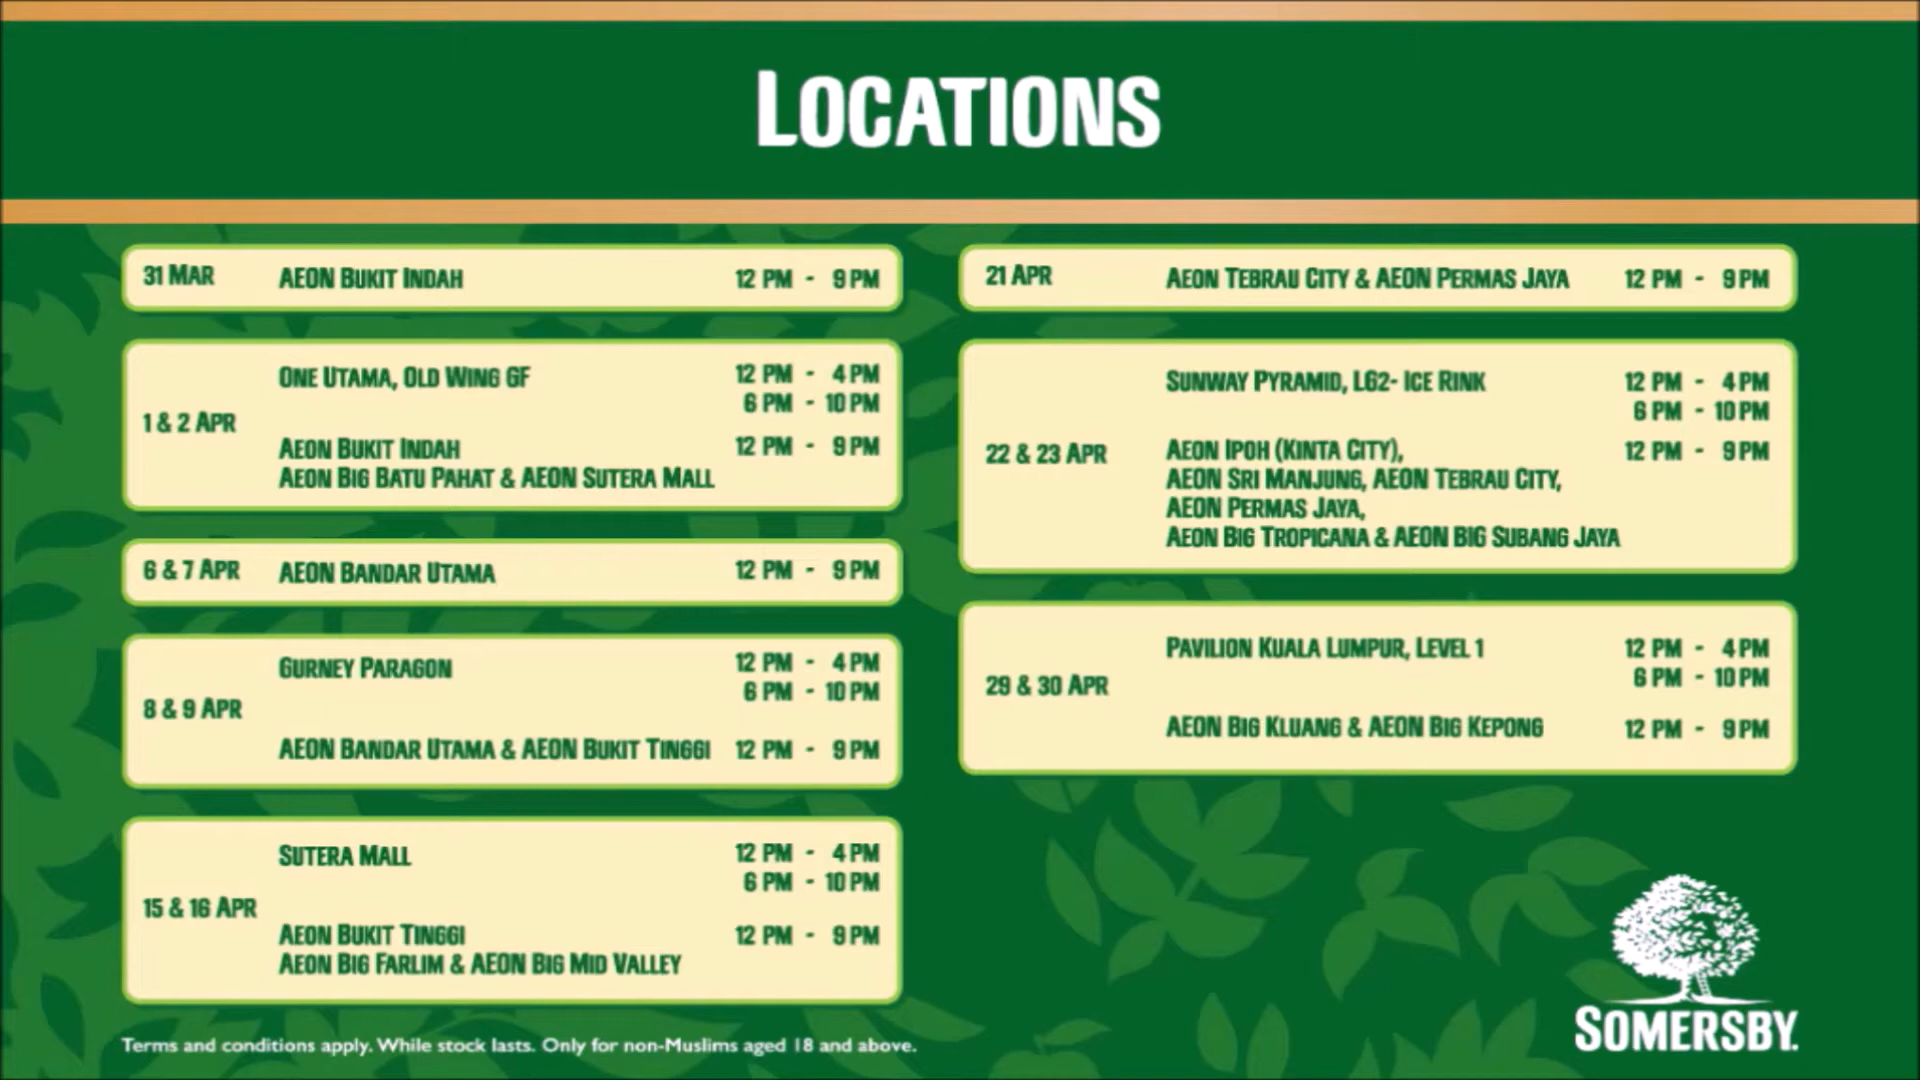 LOCATIONS
31 MAR AEON BUKIT INDAH 12 PM - 9 PM
1 & 2 APR
ONE UTAMA, OLD WING GF 12 PM - 4 PM
6 PM - 10 PM
AEON BUKIT INDAH 12 PM - 9 PM
AEON BIG BATU PAHAT & AEON SUTERA MALL
6 & 7 APR AEON BANDAR UTAMA 12 PM - 9 PM
8 & 9 APR
GURNEY PARAGON 12 PM - 4 PM
6 PM - 10 PM
AEON BANDAR UTAMA & AEON BUKIT TINGGI 12 PM - 9 PM
15 & 16 APR
SUTERA MALL 12 PM - 4 PM
6 PM - 10 PM
AEON BUKIT TINGGI 12 PM - 9 PM
AEON BIG FARLIM & AEON BIG MID VALLEY
21 APR AEON TEBRAU CITY & AEON PERMAS JAYA 12 PM - 9 PM
22 & 23 APR
SUNWAY PYRAMID, LG2- ICE RINK 12 PM - 4 PM
6 PM - 10 PM
AEON IPOH (KINTA CITY), 12 PM - 9 PM
AEON SRI MANJUNG, AEON TEBRAU CITY,
AEON PERMAS JAYA,
AEON BIG TROPICANA & AEON BIG SUBANG JAYA
29 & 30 APR
PAVILION KUALA LUMPUR, LEVEL 1 12 PM - 4 PM
6 PM - 10 PM
AEON BIG KLUANG & AEON BIG KEPONG 12 PM - 9 PM
Terms and conditions apply. While stock lasts. Only for non-Muslims aged 18 and above.
SOMERSBY.